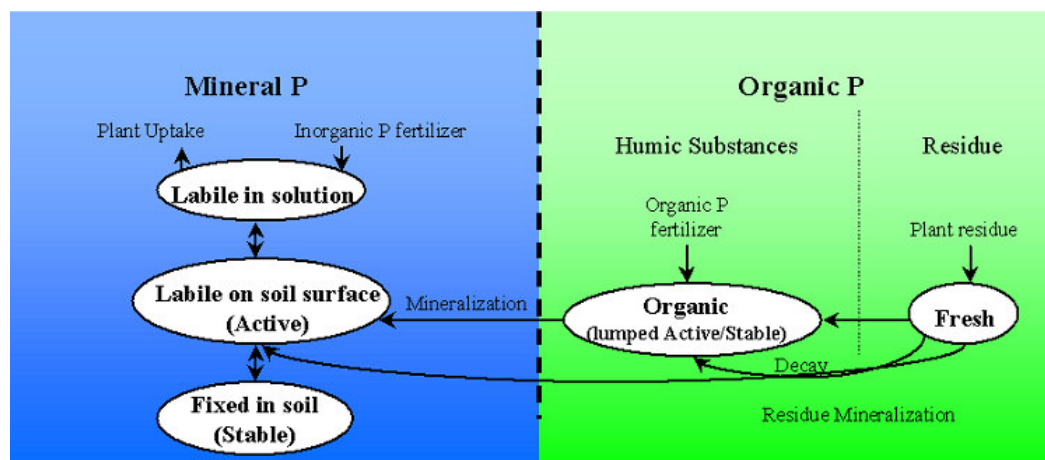 Mineral P
Organic P
Plant Uptake
Inorganic P fertilizer
Humic Substances
Residue
Labile in solution
Organic P
fertilizer
Plant residue
Labile on soil surface
(Active)
Mineralization
Organic
(lumped Active/Stable)
Fresh
Decay
Fixed in soil
(Stable)
Residue Mineralization